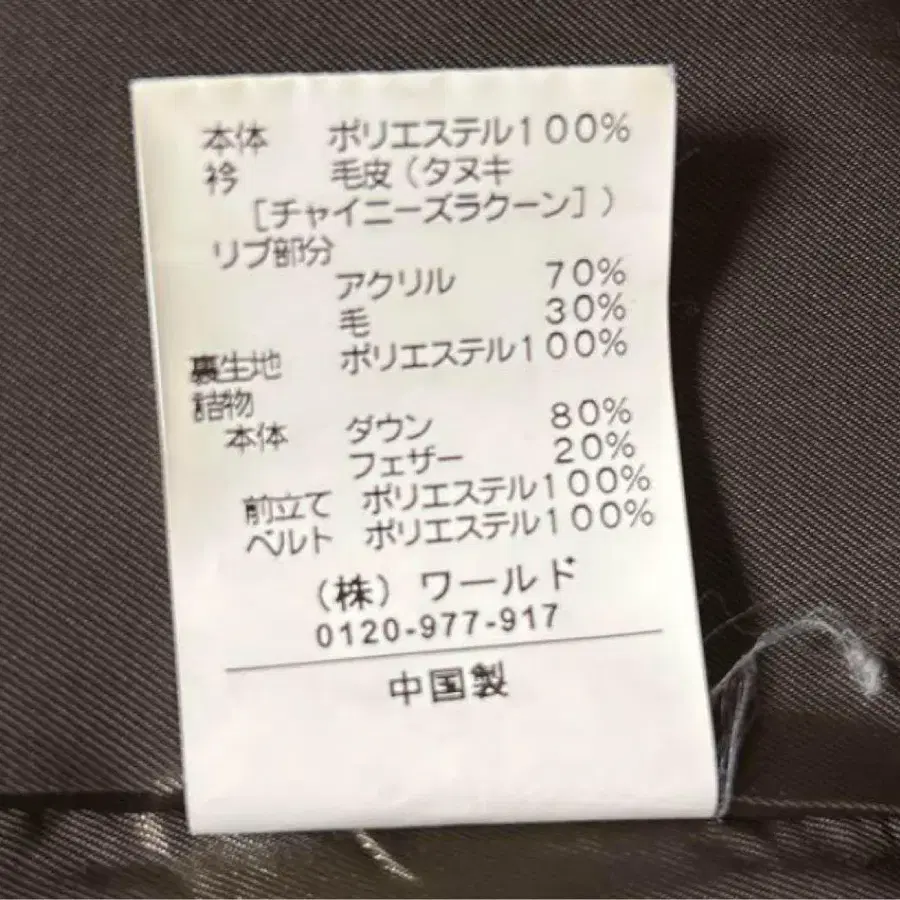 本体 ポリエステル100%
衿 毛皮(タヌキ
[チャイニーズラクーン])
リブ部分
アクリル 70%
毛 30%
裏生地 ポリエステル100%
詰物
本体 ダウン 80%
フェザー 20%
前立て ポリエステル100%
ベルト ポリエステル100%
(株)ワールド
0120-977-917
中国製